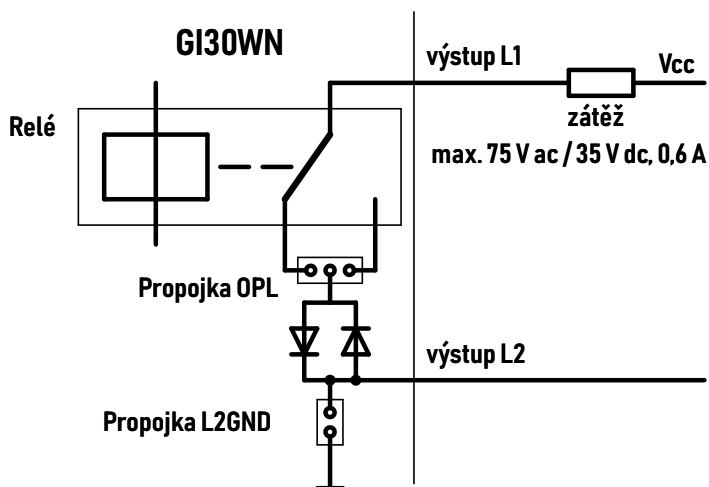 GI30WN
výstup L1
Vcc
Relé
zátěž
max. 75 V ac / 35 V dc, 0,6 A
Propojka OPL
výstup L2
Propojka L2GND